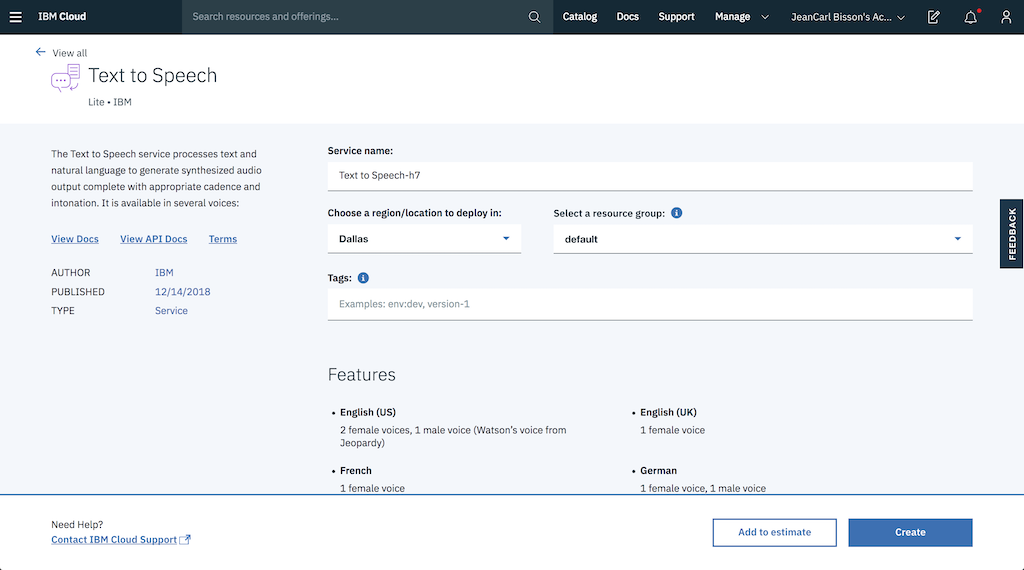 IBM Cloud
Search resources and offerings...
Catalog
Docs
Support
Manage
JeanCarl Bisson's Ac...
View all
Text to Speech
Lite • IBM
The Text to Speech service processes text and
natural language to generate synthesized audio
output complete with appropriate cadence and
intonation. It is available in several voices:
View Docs
View API Docs
Terms
AUTHOR IBM
PUBLISHED 12/14/2018
TYPE Service
Service name:
Text to Speech-h7
Choose a region/location to deploy in:
Dallas
Select a resource group:
default
Tags:
Examples: env:dev, version-1
Features
• English (US)
2 female voices, 1 male voice (Watson's voice from
Jeopardy)
• English (UK)
1 female voice
• French
1 female voice
• German
1 female voice, 1 male voice
FEEDBACK
Need Help?
Contact IBM Cloud Support
Add to estimate
Create